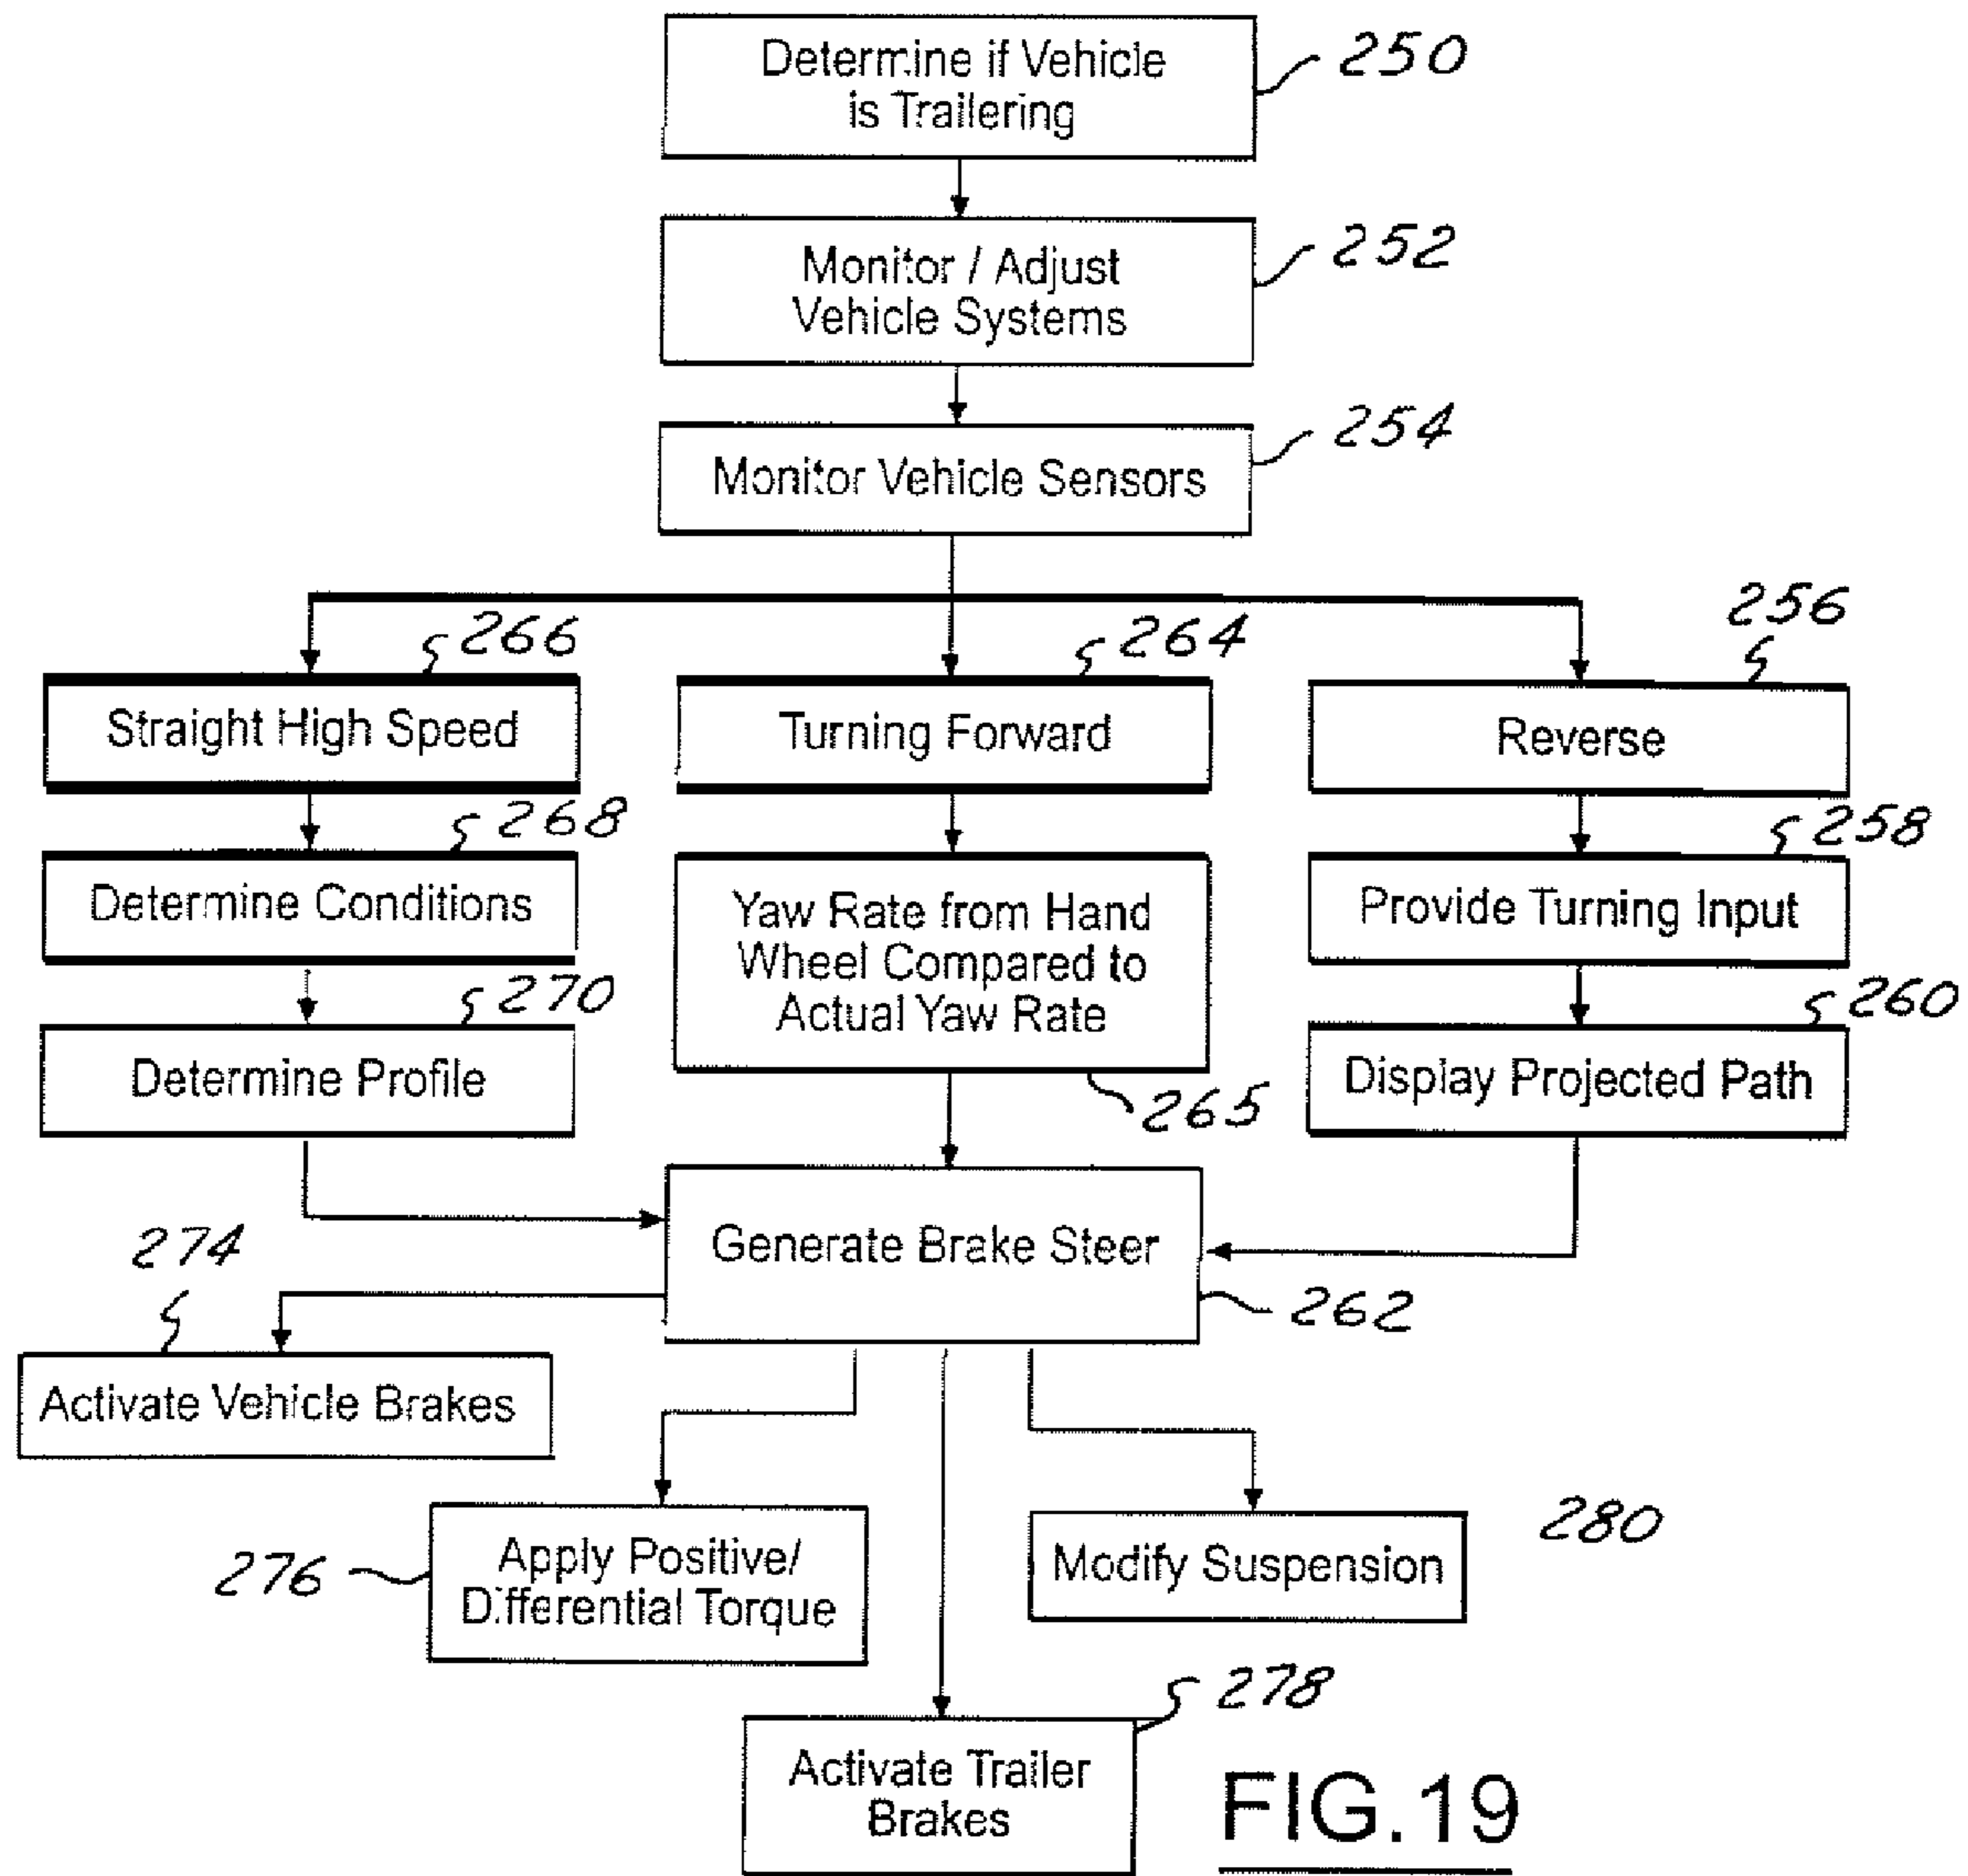 Determine if Vehicle
is Trailering
250
Monitor / Adjust
Vehicle Systems
252
Monitor Vehicle Sensors
254
266
264
256
Straight High Speed
Turning Forward
Reverse
268
258
Determine Conditions
Yaw Rate from Hand
Wheel Compared to
Actual Yaw Rate
Provide Turning Input
270
260
Determine Profile
265
Display Projected Path
Generate Brake Steer
262
274
Activate Vehicle Brakes
276
Apply Positive/
Differential Torque
Modify Suspension
280
278
Activate Trailer
Brakes
FIG.19